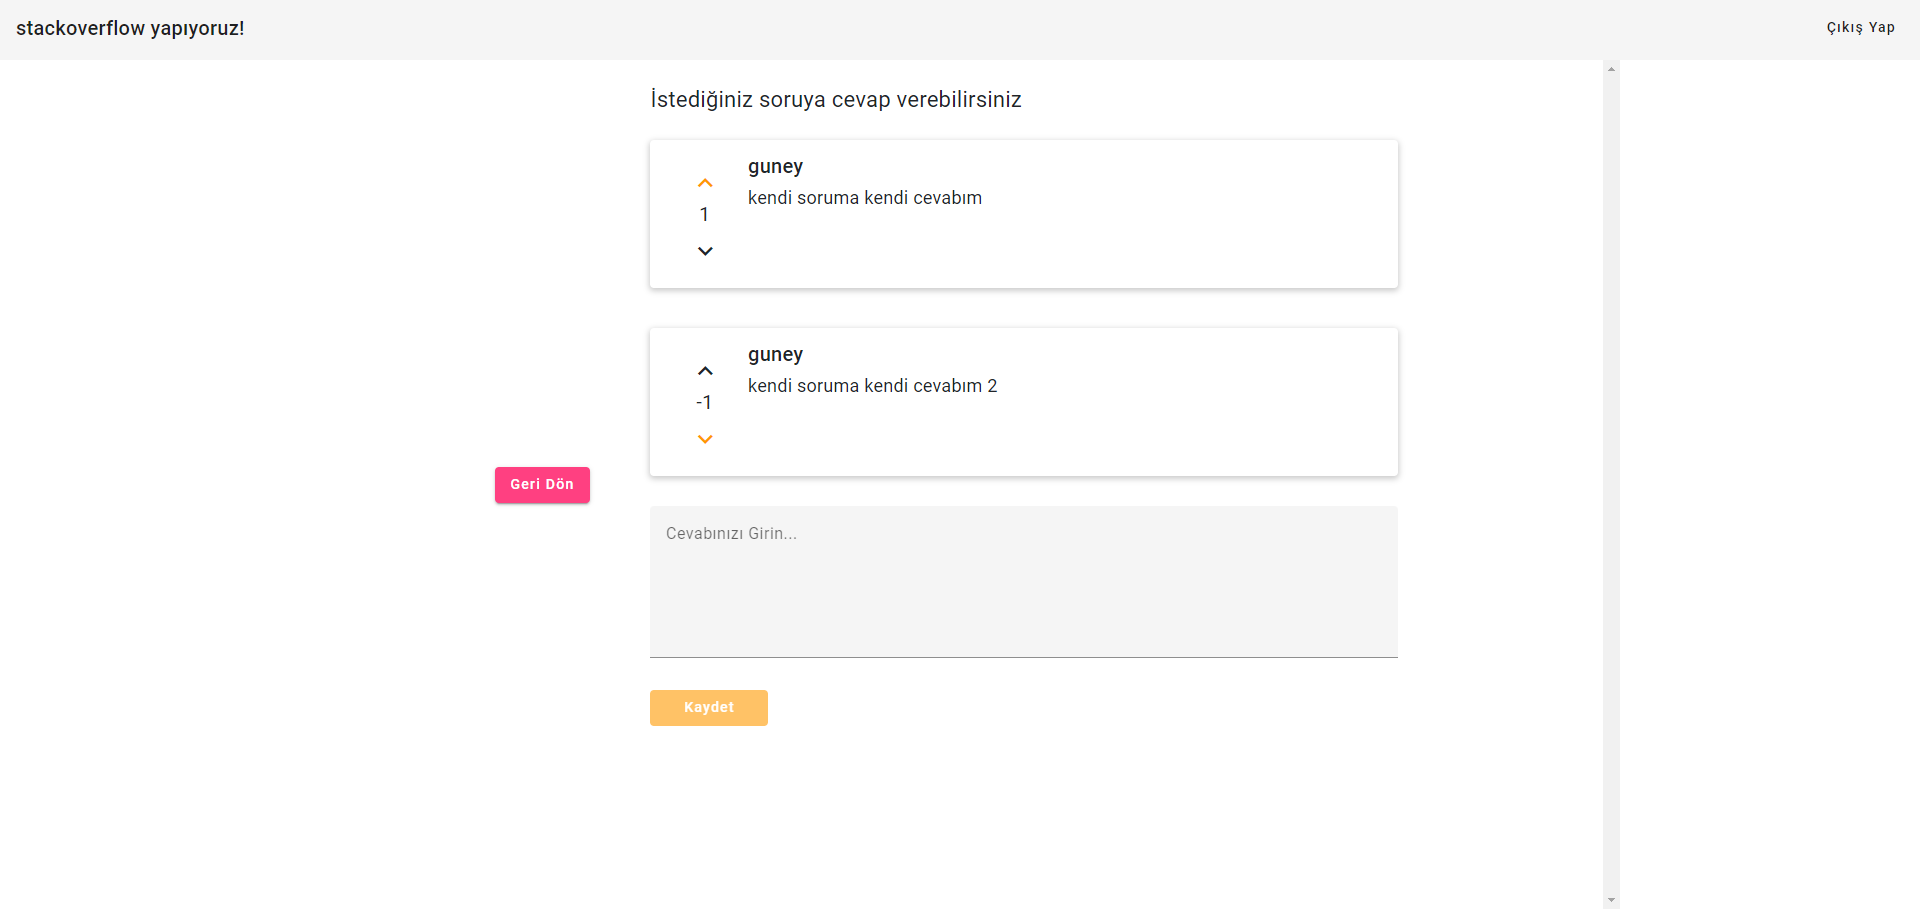 stackoverflow yapıyoruz!
Çıkış Yap
İstediğiniz soruya cevap verebilirsiniz
guney
kendi soruma kendi cevabım
1
guney
kendi soruma kendi cevabım 2
-1
Geri Dön
Cevabınızı Girin...
Kaydet